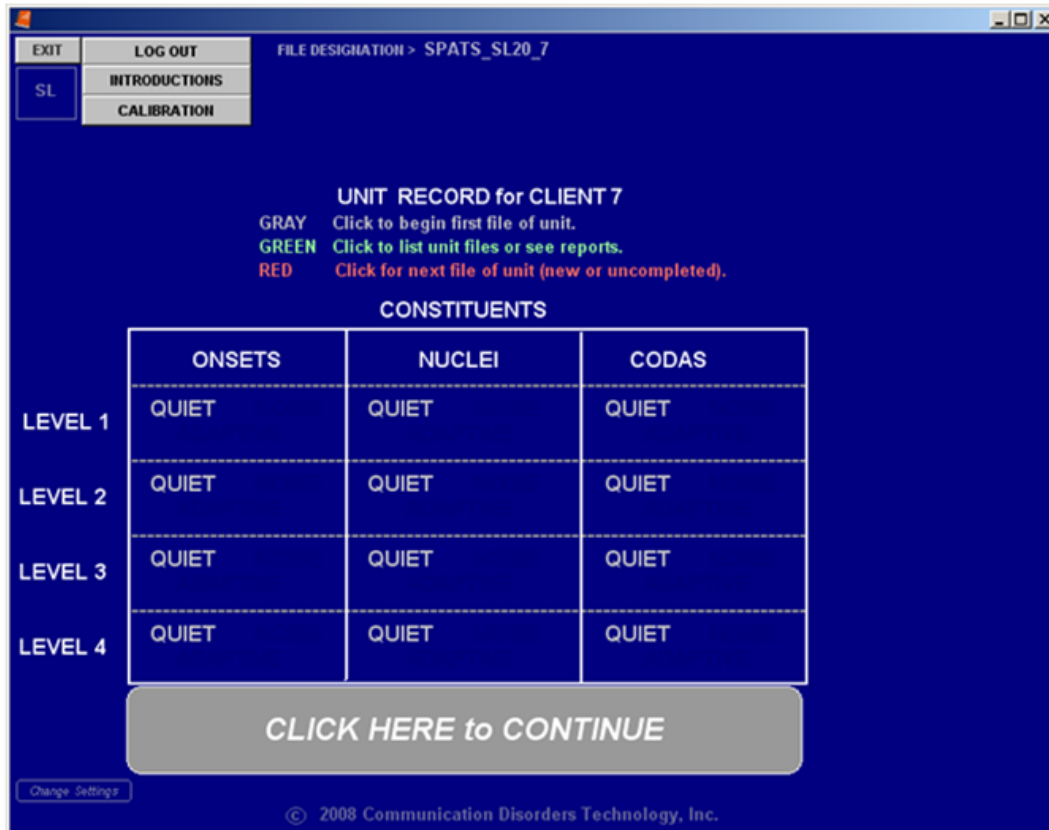 EXIT LOG OUT FILE DESIGNATION > SPATS_SL20_7
SL INTRODUCTIONS
CALIBRATION
UNIT RECORD for CLIENT 7
GRAY Click to begin first file of unit.
GREEN Click to list unit files or see reports.
RED Click for next file of unit (new or uncompleted).
CONSTITUENTS
ONSETS NUCLEI CODAS
LEVEL 1 QUIET QUIET QUIET
LEVEL 2 QUIET QUIET QUIET
LEVEL 3 QUIET QUIET QUIET
LEVEL 4 QUIET QUIET QUIET
CLICK HERE to CONTINUE
Change Settings
© 2008 Communication Disorders Technology, Inc.